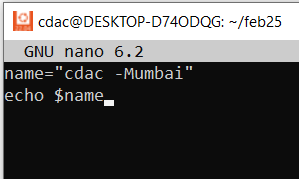 cdac@DESKTOP-D74ODQG: ~/feb25
GNU nano 6.2
name="cdac -Mumbai"
echo $name